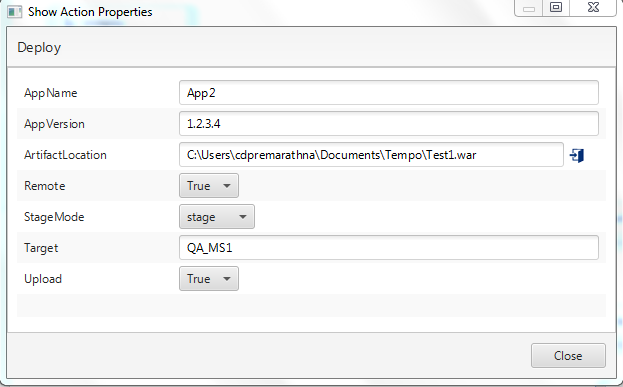 Show Action Properties
Deploy
AppName App2
AppVersion 1.2.3.4
ArtifactLocation C:\Users\cdpremarathna\Documents\Tempo\Test1.war
Remote True
StageMode stage
Target QA_MS1
Upload True
Close